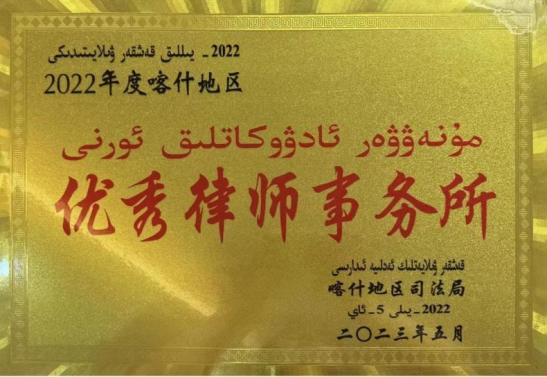 2022 ـ يىللىق قەشقەر ۋىلايىتىدىكى
2022年度喀什地区
مۇنەۋۋەر ئادۋوكاتلىق ئورنى
优秀律师事务所
قەشقەر ۋىلايەتلىك ئەدلىيە ئىدارىسى
喀什地区司法局
2022 ـ يىلى 5 ـ ئاي
二〇二三年五月